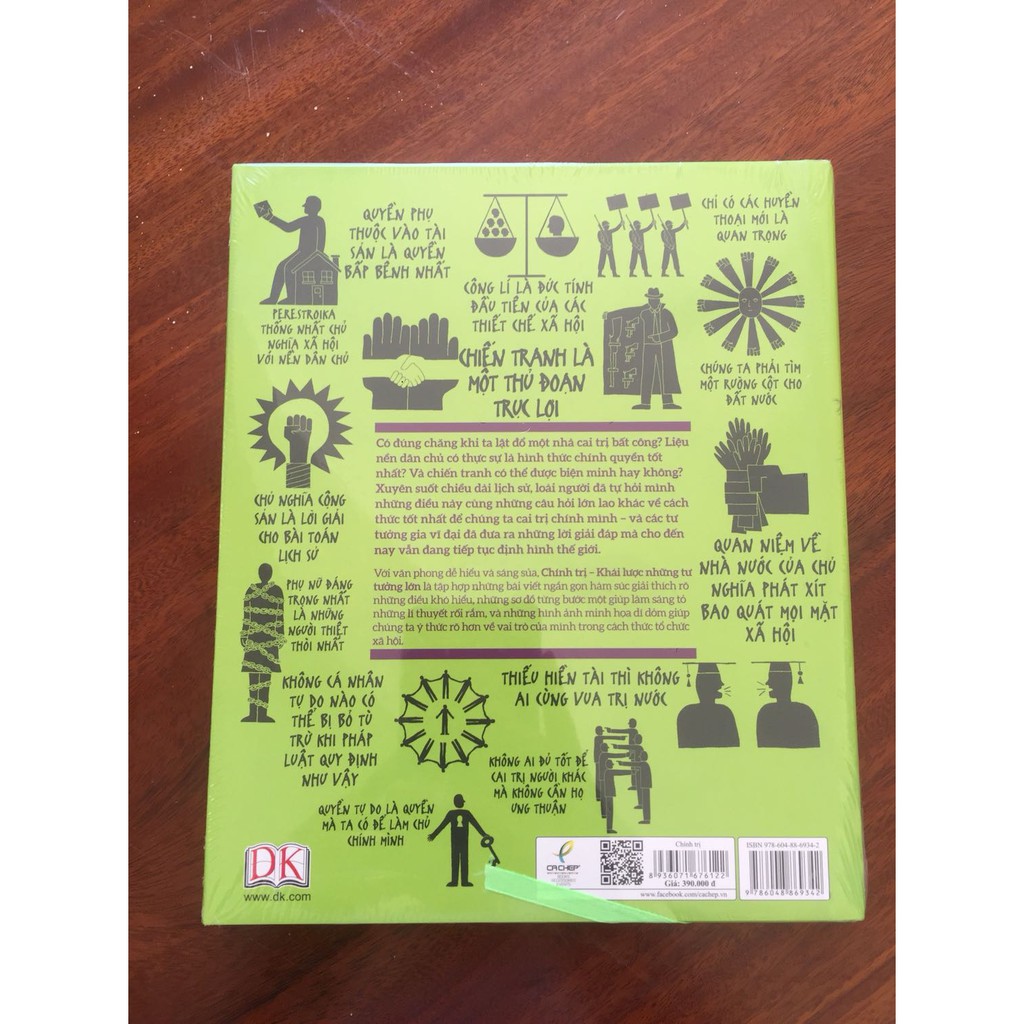 QUYỀN PHỤ
THUỘC VÀO TÀI
SẢN LÀ QUYỀN
BẤP BÊNH NHẤT
CHỈ CÓ CÁC HUYỀN
THOẠI MỚI LÀ
QUAN TRỌNG
CÔNG LÍ LÀ ĐỨC TÍNH
ĐẦU TIÊN CỦA CÁC
THIẾT CHẾ XÃ HỘI
PERESTROIKA
THỐNG NHẤT CHỦ
NGHĨA XÃ HỘI
VỚI NỀN DÂN CHỦ
CHIẾN TRANH LÀ
MỘT THỦ ĐOẠN
TRỤC LỢI
CHÚNG TA PHẢI TÌM
MỘT RƯỜNG CỘT CHO
ĐẤT NƯỚC
Có đúng chăng khi ta lật đổ một nhà cai trị bất công? Liệu
nền dân chủ có thực sự là hình thức chính quyền tốt
nhất? Và chiến tranh có thể được biện minh hay không?
Xuyên suốt chiều dài lịch sử, loài người đã tự hỏi mình
những điều này cùng những câu hỏi lớn lao khác về cách
thức tốt nhất để chúng ta cai trị chính mình – và các tư
tưởng gia vĩ đại đã đưa ra những lời giải đáp mà cho đến
nay vẫn đang tiếp tục định hình thế giới.
Với văn phong dễ hiểu và sáng sủa, Chính trị – Khái lược những tư
tưởng lớn là tập hợp những bài viết ngắn gọn hàm súc giải thích rõ
những điều khó hiểu, những sơ đồ từng bước một giúp làm sáng tỏ
những lí thuyết rối rắm, và những hình ảnh minh họa dí dỏm giúp
chúng ta ý thức rõ hơn về vai trò của mình trong cách thức tổ chức
xã hội.
CHỦ NGHĨA CỘNG
SẢN LÀ LỜI GIẢI
CHO BÀI TOÁN
LỊCH SỬ
QUAN NIỆM VỀ
NHÀ NƯỚC CỦA CHỦ
NGHĨA PHÁT XÍT
BAO QUÁT MỌI MẶT
XÃ HỘI
PHỤ NỮ ĐÁNG
TRỌNG NHẤT
LÀ NHỮNG
NGƯỜI THIỆT
THÒI NHẤT
KHÔNG CÁ NHÂN
TỰ DO NÀO CÓ
THỂ BỊ BỎ TÙ
TRỪ KHI PHÁP
LUẬT QUY ĐỊNH
NHƯ VẬY
THIẾU HIỀN TÀI THÌ KHÔNG
AI CÙNG VUA TRỊ NƯỚC
KHÔNG AI ĐỦ TỐT ĐỂ
CAI TRỊ NGƯỜI KHÁC
MÀ KHÔNG CẦN HỌ
ƯNG THUẬN
QUYỀN TỰ DO LÀ QUYỀN
MÀ TA CÓ ĐỂ LÀM CHỦ
CHÍNH MÌNH
DK
www.dk.com
CACHEP
Chính trị
8 936071 676122
Giá: 390.000 đ
www.facebook.com/cachep.vn
ISBN 978-604-88-6934-2
9 786048 869342